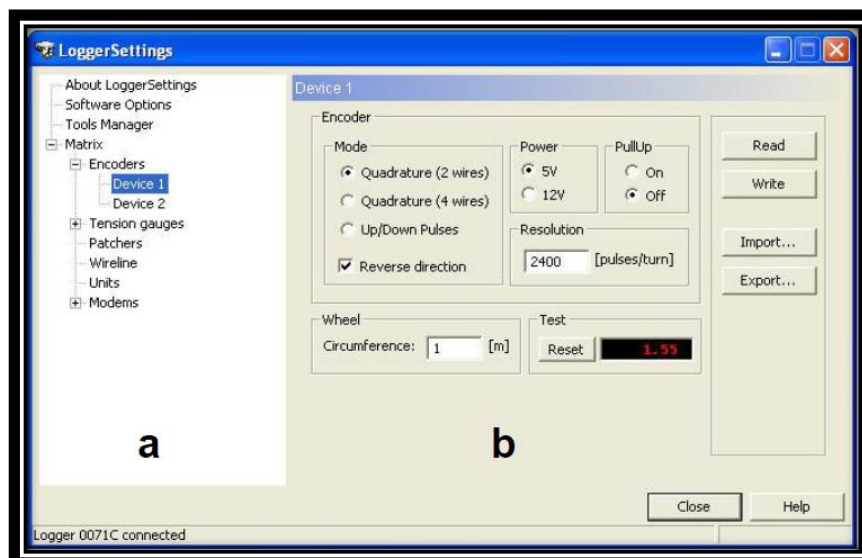 LoggerSettings
About LoggerSettings
Software Options
Tools Manager
Matrix
Encoders
Device 1
Device 2
Tension gauges
Patchers
Wireline
Units
Modems
a
Device 1
Encoder
Mode
Quadrature (2 wires)
Quadrature (4 wires)
Up/Down Pulses
Reverse direction
Power
5V
12V
PullUp
On
Off
Resolution
2400 [pulses/turn]
Wheel
Circumference: 1 [m]
Test
Reset 1.55
b
Read
Write
Import...
Export...
Close Help
Logger 0071C connected